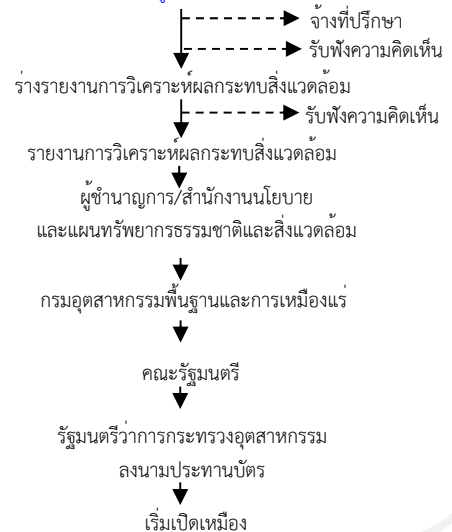 จ้างที่ปรึกษา
รับฟังความคิดเห็น
ร่างรายงานการวิเคราะห์ผลกระทบสิ่งแวดล้อม
รับฟังความคิดเห็น
รายงานการวิเคราะห์ผลกระทบสิ่งแวดล้อม
ผู้ชำนาญการ/สำนักงานนโยบาย
และแผนทรัพยากรธรรมชาติและสิ่งแวดล้อม
กรมอุตสาหกรรมพื้นฐานและการเหมืองแร่
คณะรัฐมนตรี
รัฐมนตรีว่าการกระทรวงอุตสาหกรรม
ลงนามประทานบัตร
เริ่มเปิดเหมือง